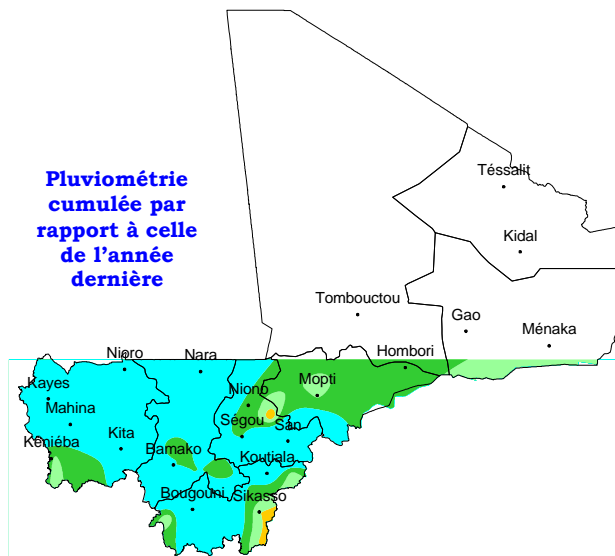 Pluviométrie
cumulée par
rapport à celle
de l'année
dernière
Téssalit
Kidal
Tombouctou
Gao
Ménaka
Nioro
Nara
Hombori
Kayes
Niono
Mopti
Mahina
Ségou
San
Kéniéba
Kita
Bamako
Koutiala
Bougouni
Sikasso